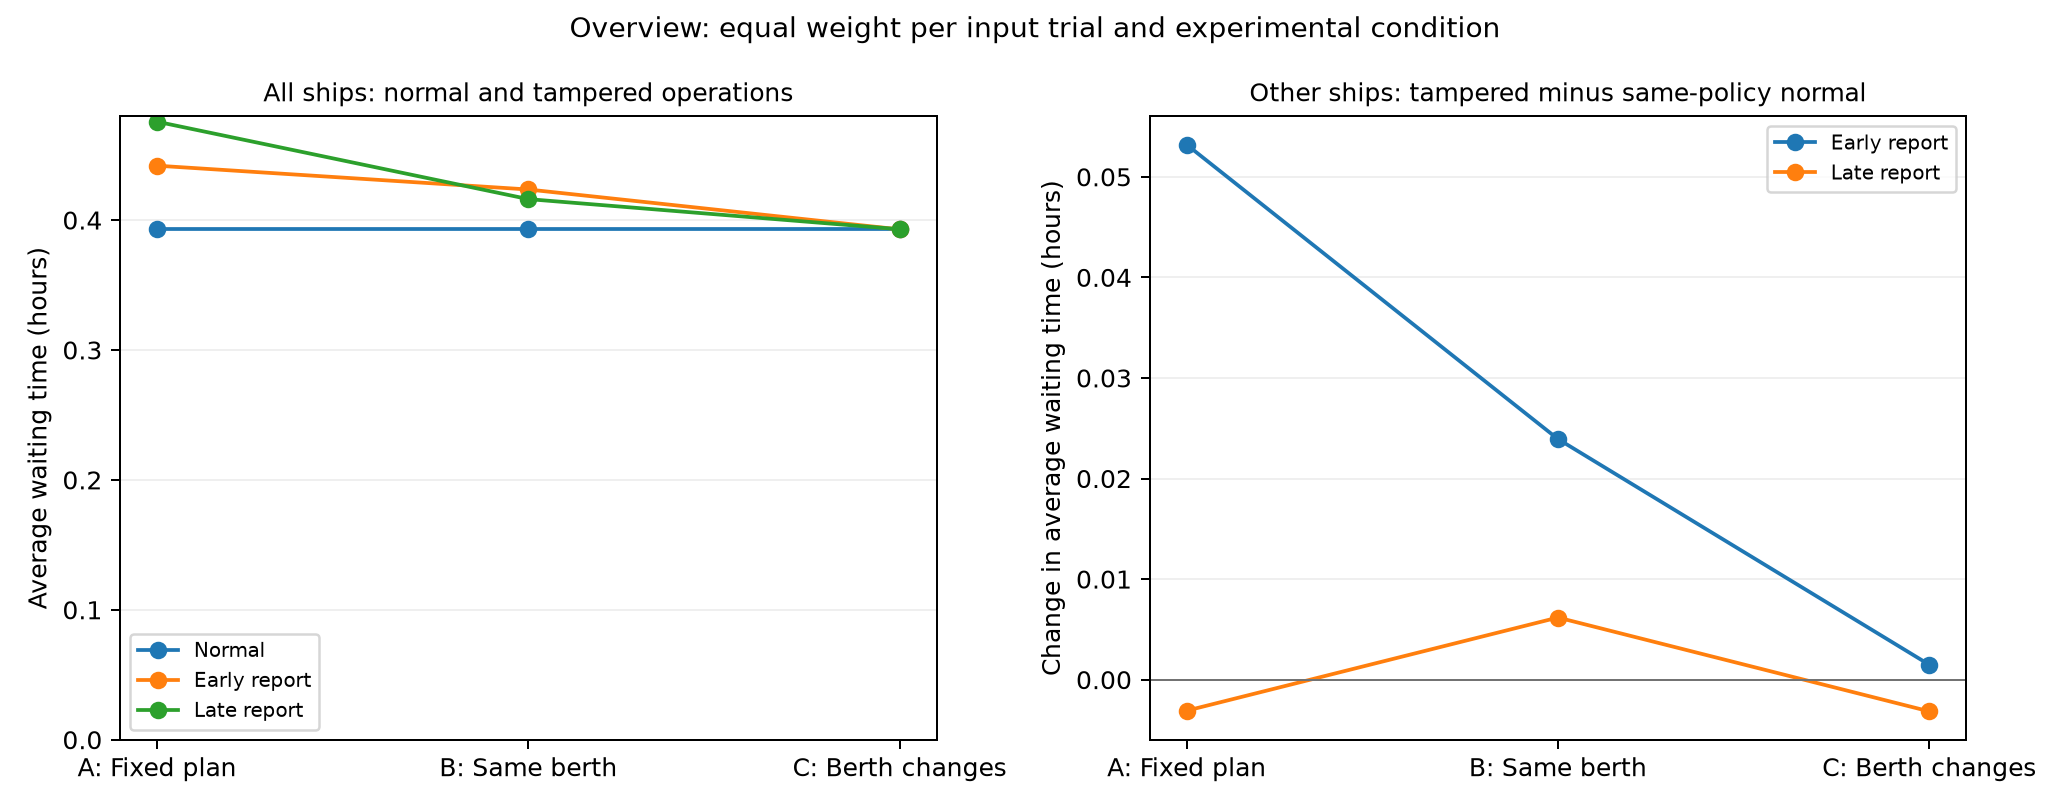 Overview: equal weight per input trial and experimental condition
All ships: normal and tampered operations
Average waiting time (hours)
0.4
0.3
0.2
0.1
0.0
Normal
Early report
Late report
A: Fixed plan
B: Same berth
C: Berth changes
Other ships: tampered minus same-policy normal
Change in average waiting time (hours)
0.05
0.04
0.03
0.02
0.01
0.00
Early report
Late report
A: Fixed plan
B: Same berth
C: Berth changes